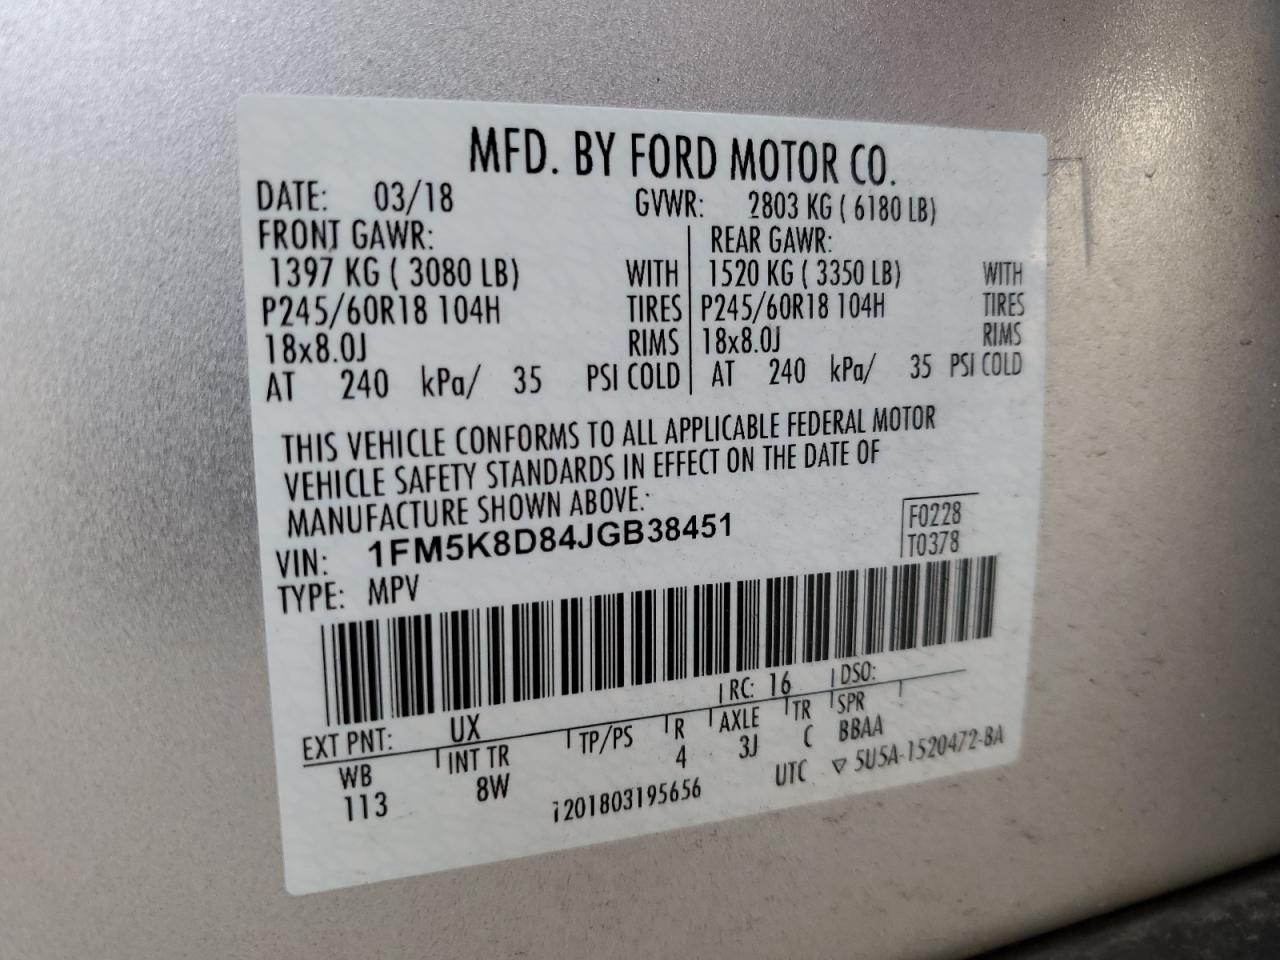 MFD. BY FORD MOTOR CO.
DATE: 03/18 GVWR: 2803 KG ( 6180 LB)
FRONT GAWR: REAR GAWR:
1397 KG ( 3080 LB) WITH 1520 KG ( 3350 LB) WITH
P245/60R18 104H TIRES P245/60R18 104H TIRES
18x8.0J RIMS 18x8.0J RIMS
AT 240 kPa/ 35 PSI COLD AT 240 kPa/ 35 PSI COLD
THIS VEHICLE CONFORMS TO ALL APPLICABLE FEDERAL MOTOR
VEHICLE SAFETY STANDARDS IN EFFECT ON THE DATE OF
MANUFACTURE SHOWN ABOVE.
VIN: 1FM5K8D84JGB38451 F0228
TYPE: MPV T0378
EXT PNT: UX RC: 16 DSO:
WB INT TR TP/PS R AXLE TR SPR
113 8W 4 3J C BBAA
1201803195656 UTC ▽ 5U5A-1520472-BA